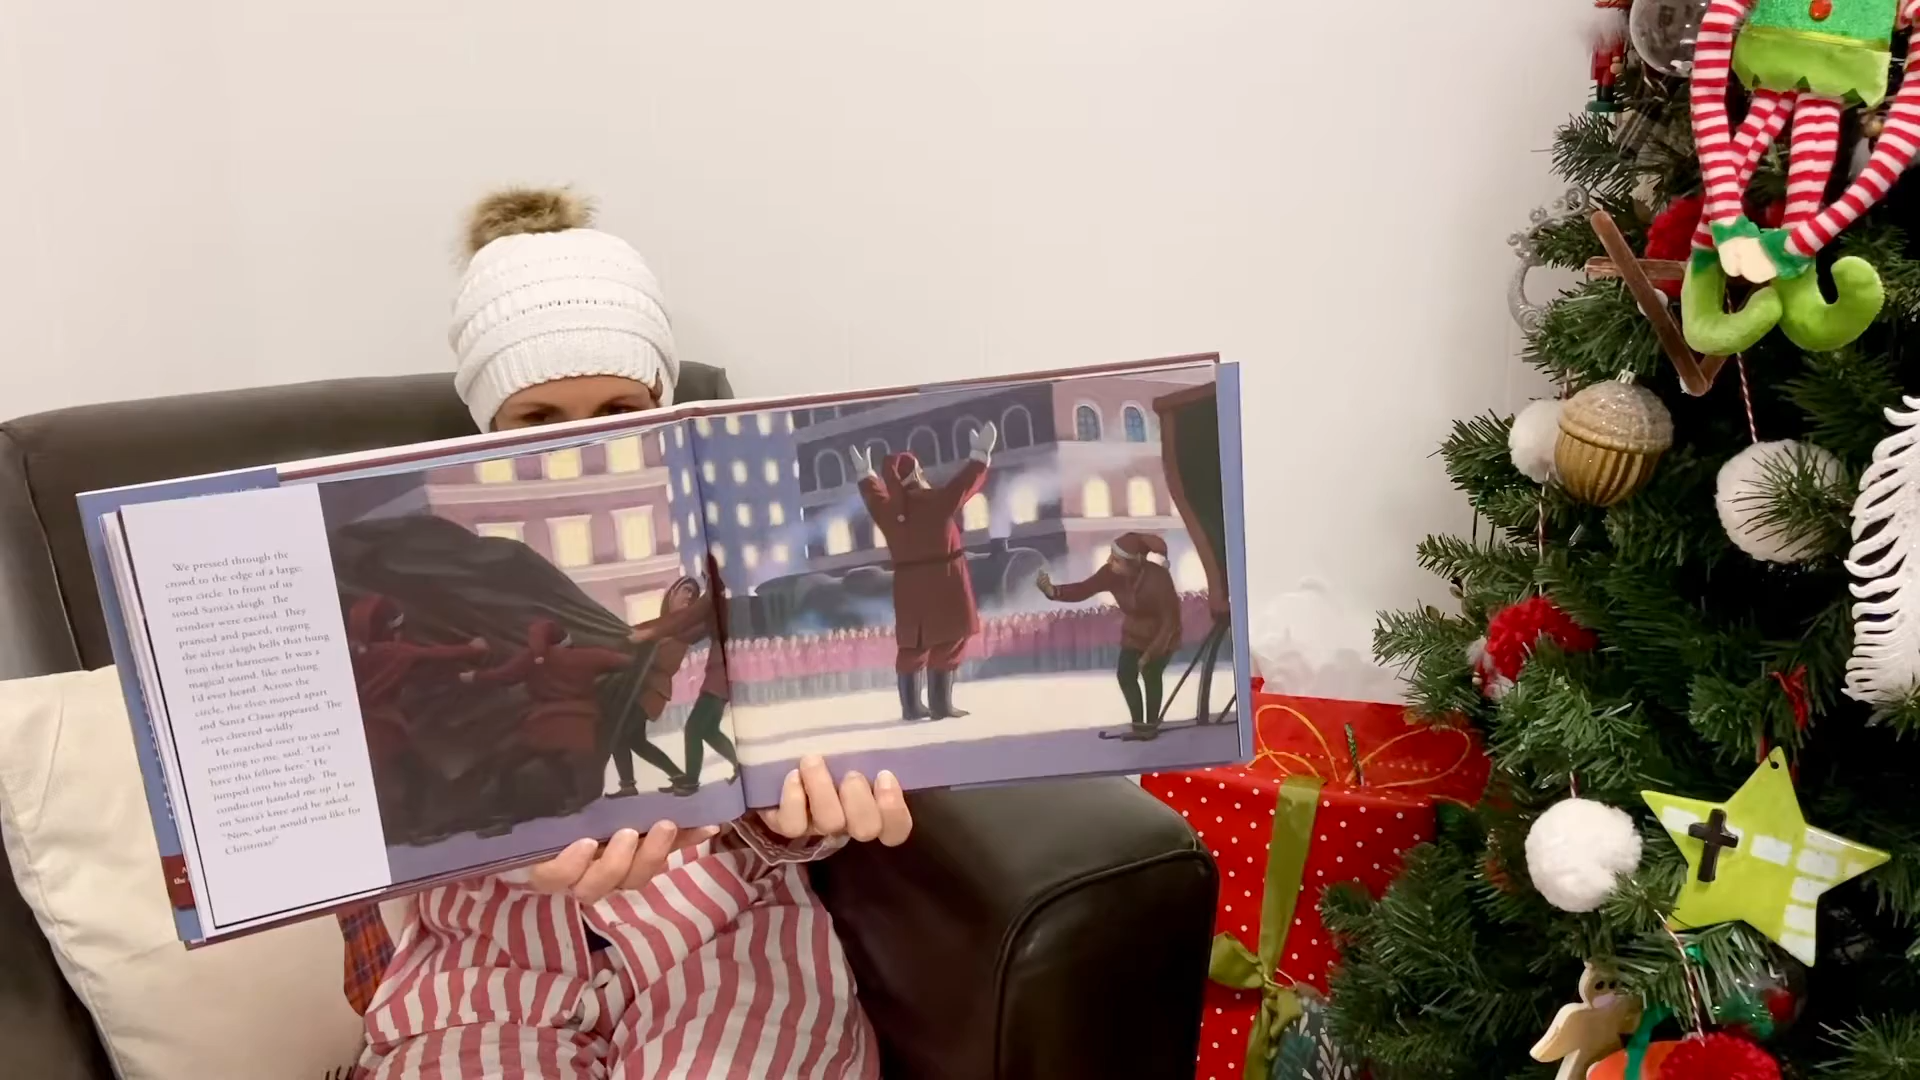 We pressed through the
crowd to the edge of a large,
open circle. In front of us
stood Santa's sleigh. The
reindeer were excited. They
pranced and paced, ringing
the silver sleigh bells that hung
from their harnesses. It was a
magical sound, like nothing
I'd ever heard. Across the
circle, the elves moved apart
and Santa Claus appeared. The
elves cheered wildly.
He marched over to us and
pointing to me, said, "Let's
have this fellow here." He
jumped into his sleigh. The
conductor handed me up. I sat
on Santa's knee and he asked,
"Now, what would you like for
Christmas?"